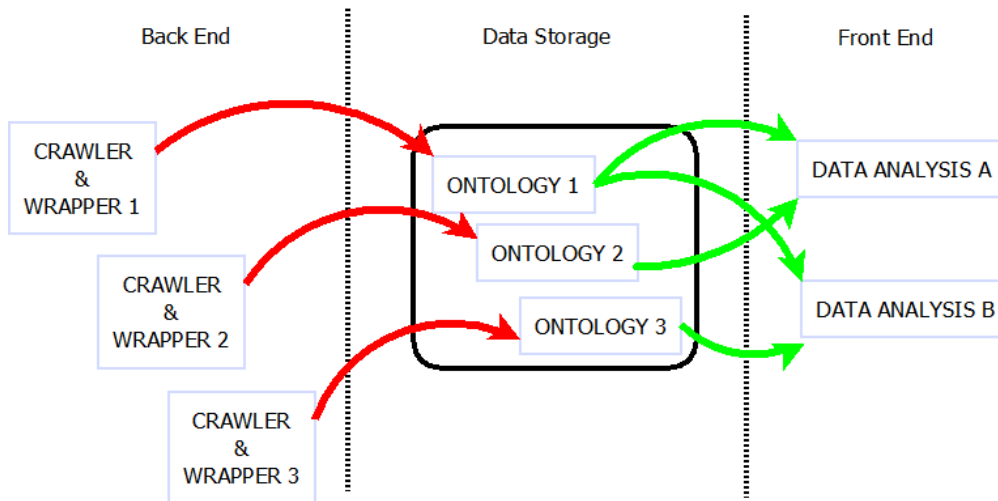 Back End
Data Storage
Front End
CRAWLER
&
WRAPPER 1
ONTOLOGY 1
DATA ANALYSIS A
CRAWLER
&
WRAPPER 2
ONTOLOGY 2
DATA ANALYSIS B
ONTOLOGY 3
CRAWLER
&
WRAPPER 3